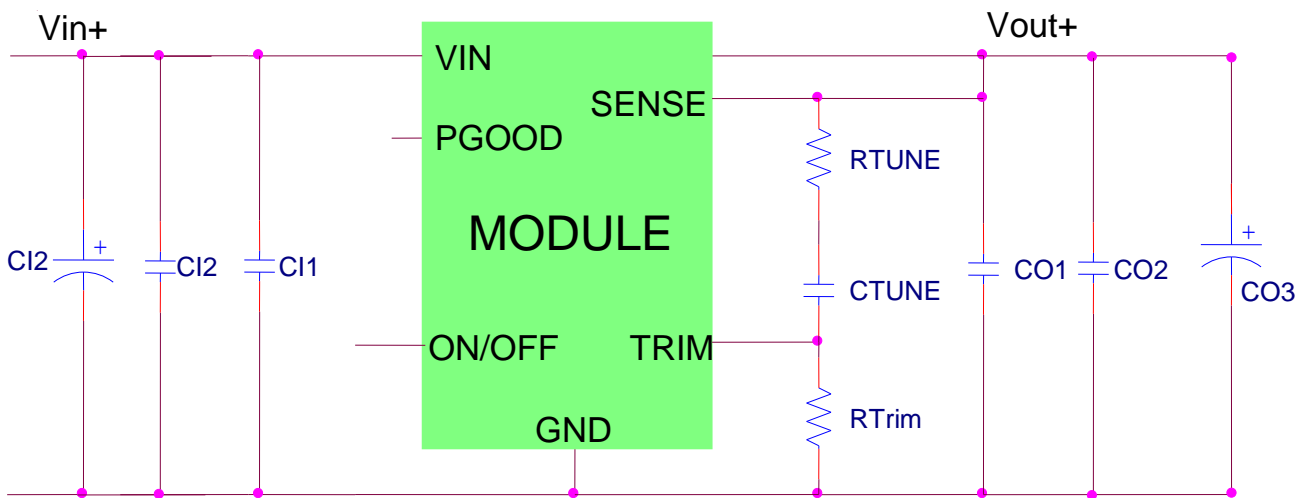 Vin+
Vout+
VIN
SENSE
PGOOD
RTUNE
MODULE
+
CI2
CI2
CI1
CTUNE
CO1
CO2
+
CO3
ON/OFF
TRIM
RTrim
GND